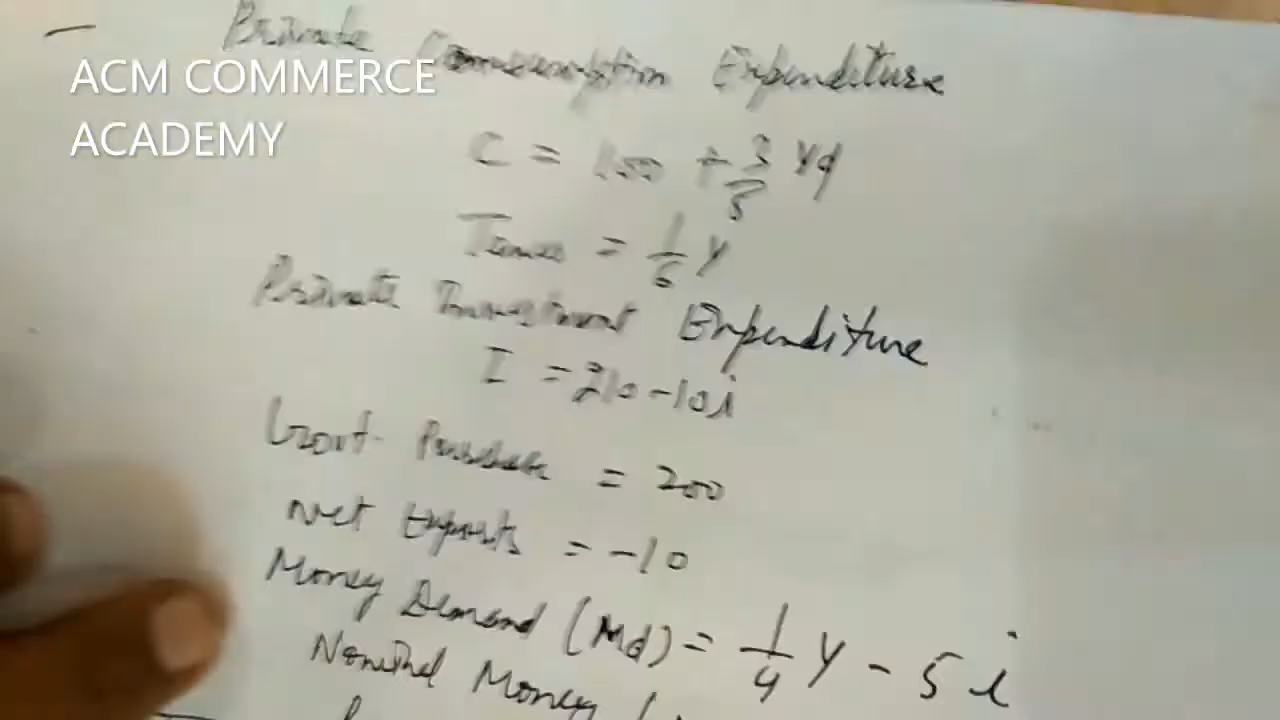 Private Consumption Expenditure
ACM COMMERCE
ACADEMY
C = 100 + 3/5 Yd
Taxes = 1/6 Y
Private Investment Expenditure
I = 210 - 10i
Govt. Purchase = 200
Net Exports = -10
Money Demand (Md) = 1/4 Y - 5i
Nominal Money